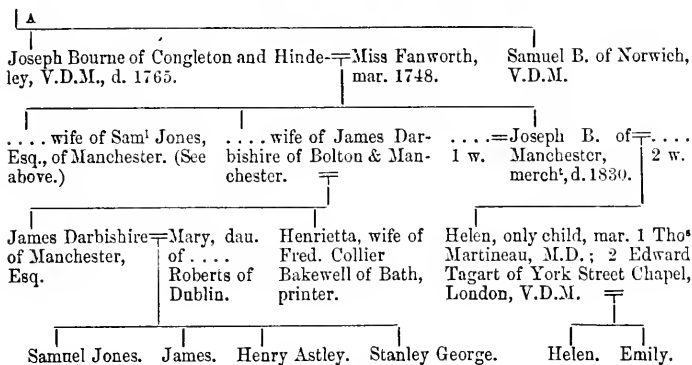 A
Joseph Bourne of Congleton and Hinde-
ley, V.D.M., d. 1765.
Miss Fanworth,
mar. 1748.
Samuel B. of Norwich,
V.D.M.
. . . . wife of Samˡ Jones,
Esq., of Manchester. (See
above.)
. . . . wife of James Dar-
bishire of Bolton & Man-
chester.
. . . .
1 w.
=Joseph B. of
Manchester,
merchᵗ, d. 1830.
. . . .
2 w.
James Darbishire
of Manchester,
Esq.
Mary, dau.
of . . . .
Roberts of
Dublin.
Henrietta, wife of
Fred. Collier
Bakewell of Bath,
printer.
Helen, only child, mar. 1 Thoˢ
Martineau, M.D.; 2 Edward
Tagart of York Street Chapel,
London, V.D.M.
Samuel Jones. James. Henry Astley. Stanley George. Helen. Emily.